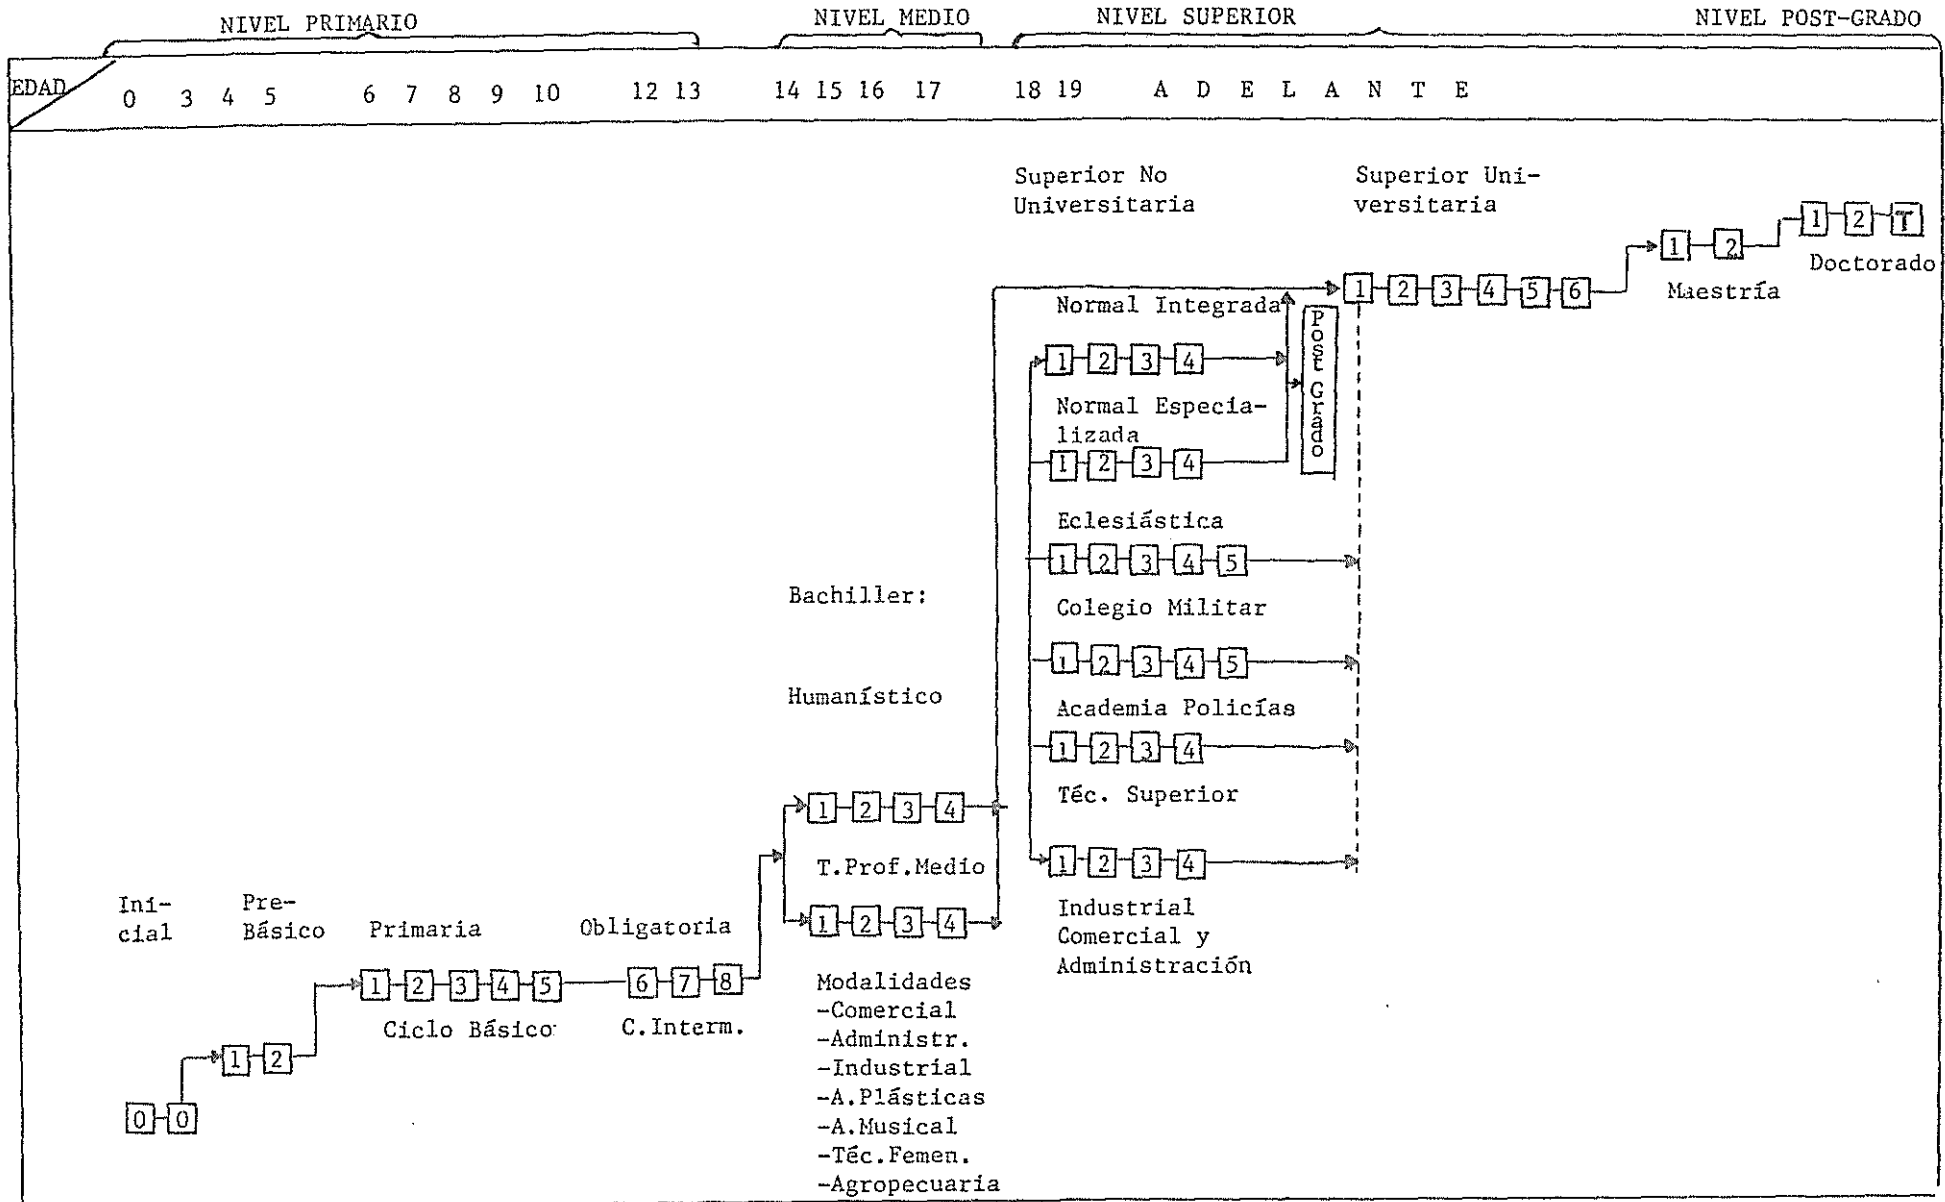 NIVEL PRIMARIO NIVEL MEDIO NIVEL SUPERIOR NIVEL POST-GRADO
EDAD 0 3 4 5 6 7 8 9 10 12 13 14 15 16 17 18 19 A D E L A N T E
Superior No
Universitaria
Superior Uni-
versitaria
1 2 T
Doctorado
1 2
Maestría
1 2 3 4 5 6
Normal Integrada
1 2 3 4
Post Grado
Normal Especia-
lizada
1 2 3 4
Eclesiástica
1 2 3 4 5
Colegio Militar
1 2 3 4 5
Academia Policías
1 2 3 4
Téc. Superior
1 2 3 4
Industrial
Comercial y
Administración
Bachiller:
Humanístico
1 2 3 4
T.Prof.Medio
1 2 3 4
Modalidades
-Comercial
-Administr.
-Industrial
-A.Plásticas
-A.Musical
-Téc.Femen.
-Agropecuaria
Ini-
cial
Pre-
Básico
Primaria Obligatoria
1 2 3 4 5 6 7 8
Ciclo Básico C.Interm.
1 2
0 0